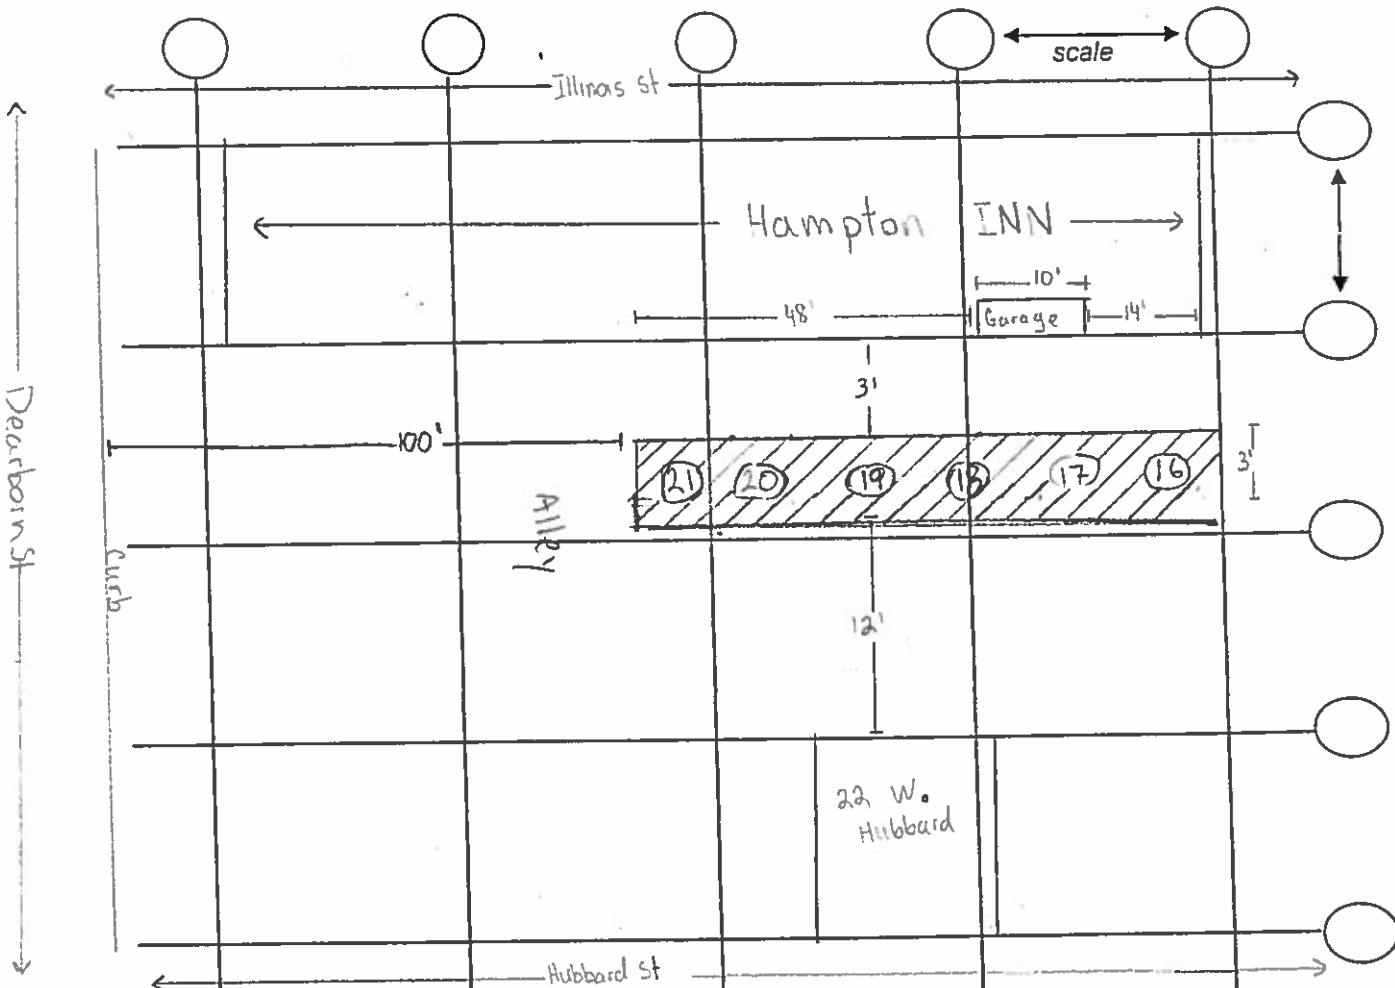 scale
Illinois St
Hampton INN
10'
48'
Garage
14'
3'
Dearborn St
100'
21
20
19
18
17
16
3'
Alley
Curb
12'
22 W.
Hubbard
Hubbard St